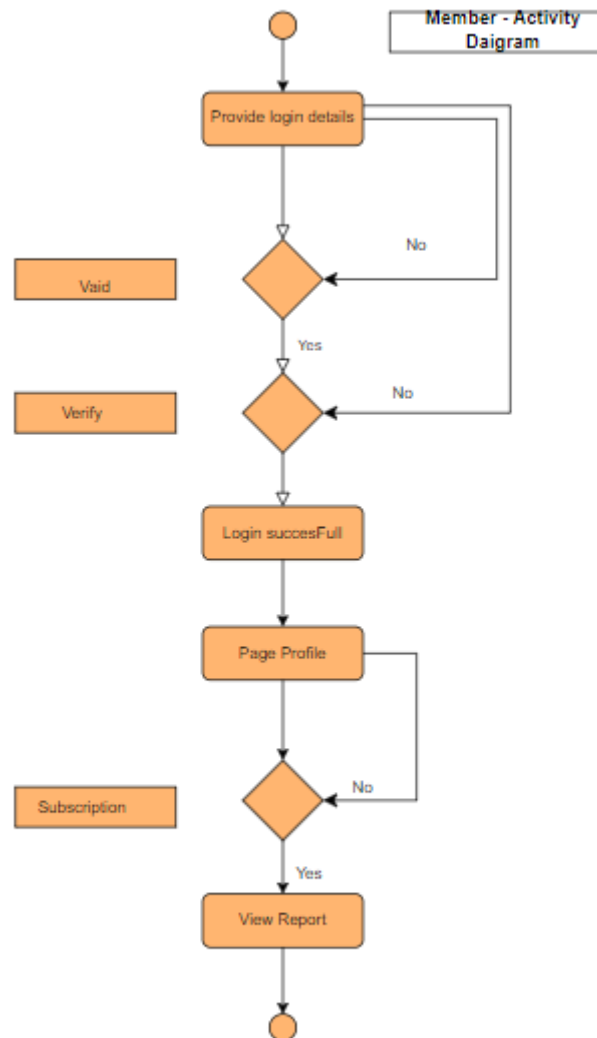 Member - Activity
Daigram
Provide login details
No
Vaid
Yes
No
Verify
Login succesFull
Page Profile
No
Subscription
Yes
View Report